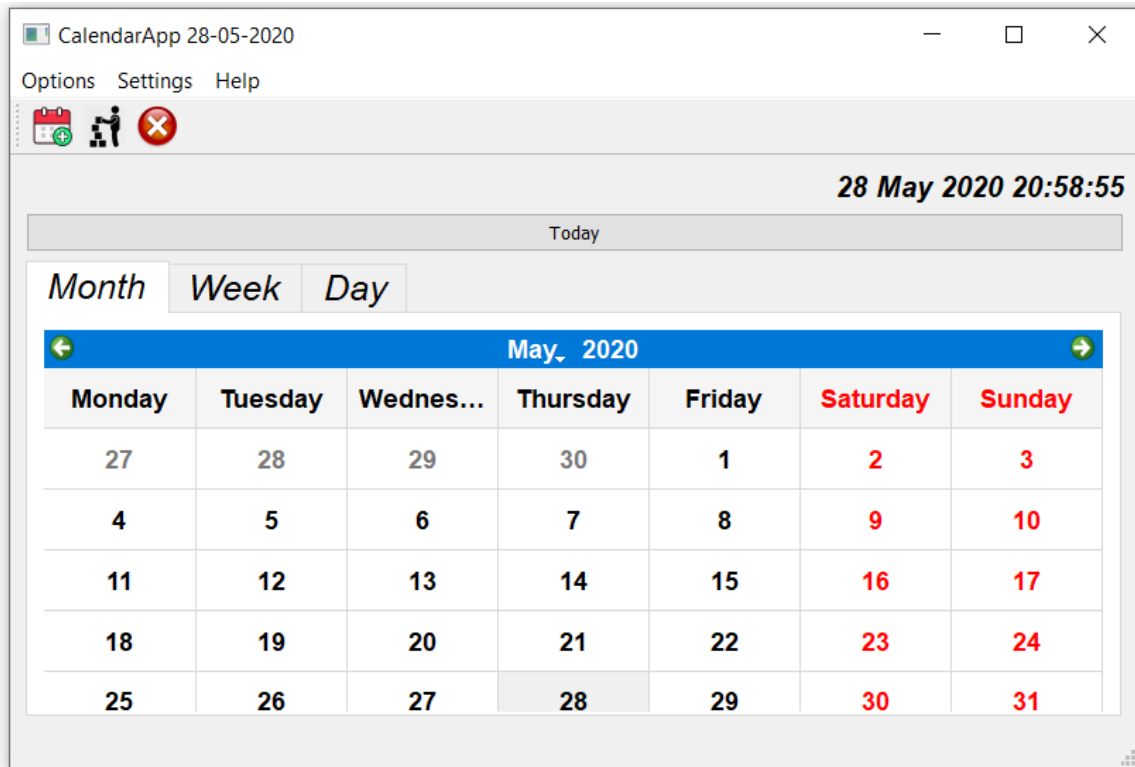 CalendarApp 28-05-2020
Options Settings Help
28 May 2020 20:58:55
Today
Month Week Day
May 2020
Monday Tuesday Wednes... Thursday Friday Saturday Sunday
27 28 29 30 1 2 3
4 5 6 7 8 9 10
11 12 13 14 15 16 17
18 19 20 21 22 23 24
25 26 27 28 29 30 31